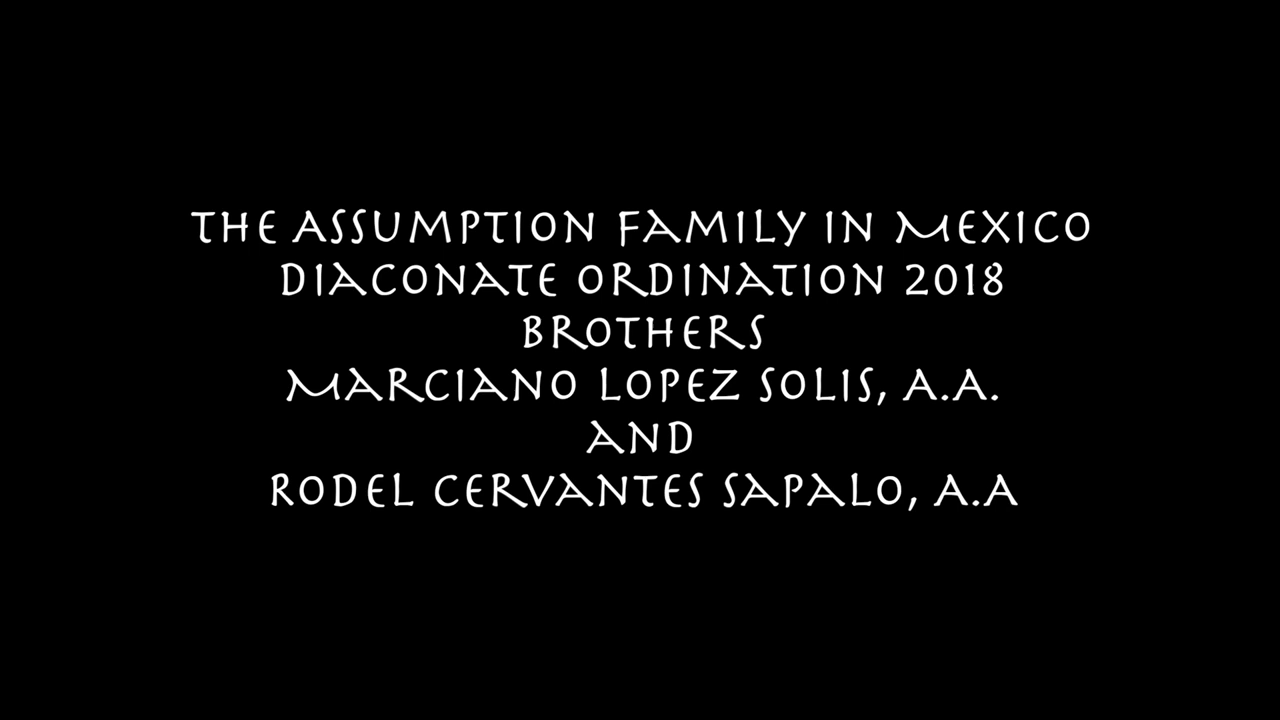 THE ASSUMPTION FAMILY IN MEXICO
DIACONATE ORDINATION 2018
BROTHERS
MARCIANO LOPEZ SOLIS, A.A.
AND
RODEL CERVANTES SAPALO, A.A